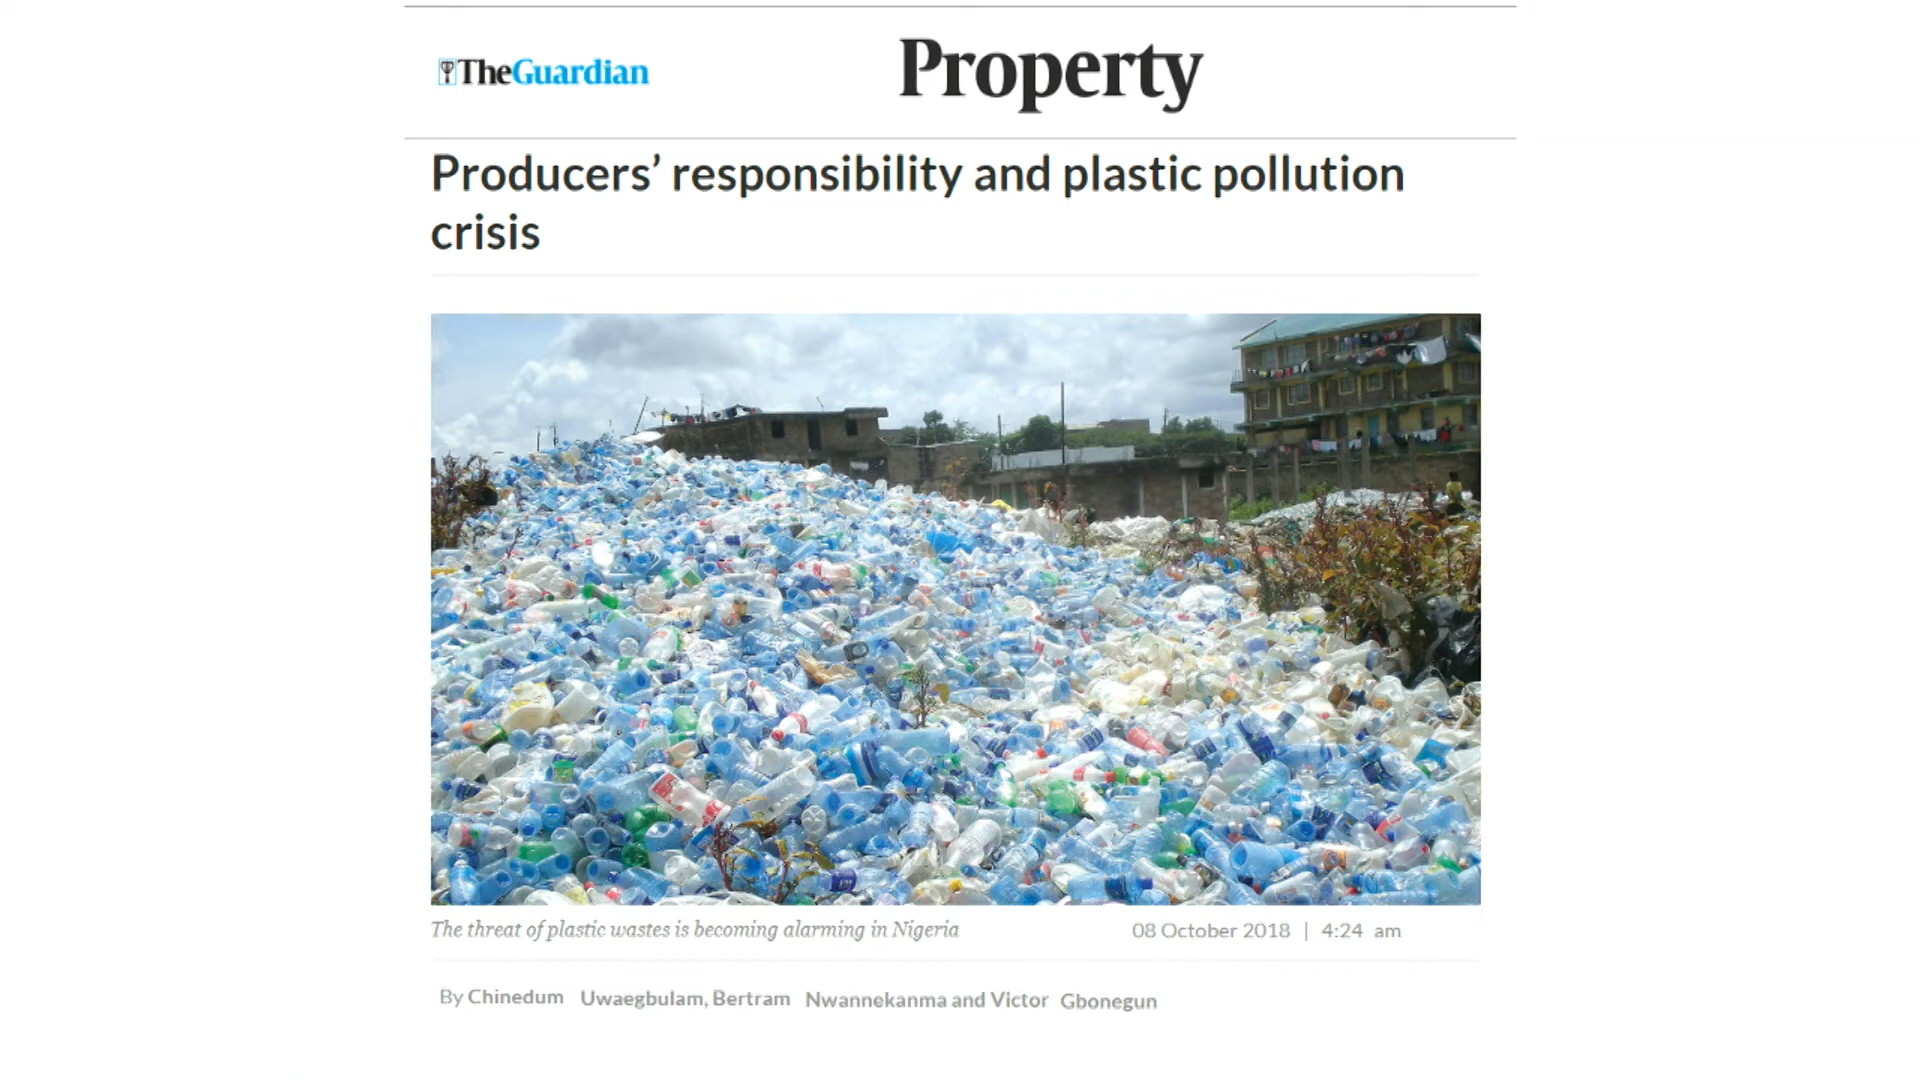 TheGuardian
Property
Producers’ responsibility and plastic pollution
crisis
The threat of plastic wastes is becoming alarming in Nigeria
08 October 2018 | 4:24 am
By Chinedum Uwaegbulam, Bertram Nwannekanma and Victor Gbonegun